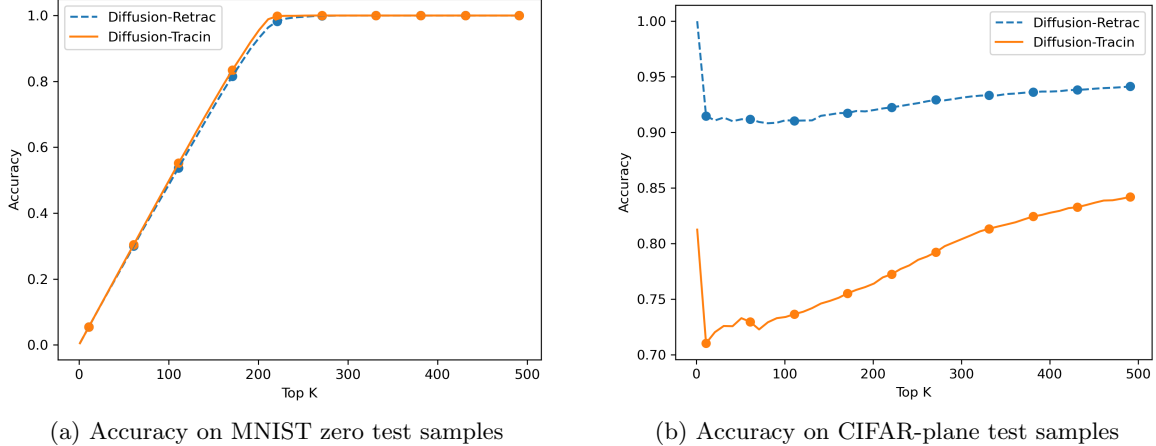 1.0
0.8
0.6
0.4
0.2
0.0
Accuracy
Diffusion-Retrac
Diffusion-Tracin
0 100 200 300 400 500
Top K
(a) Accuracy on MNIST zero test samples
1.00
0.95
0.90
0.85
0.80
0.75
0.70
Accuracy
Diffusion-Retrac
Diffusion-Tracin
0 100 200 300 400 500
Top K
(b) Accuracy on CIFAR-plane test samples